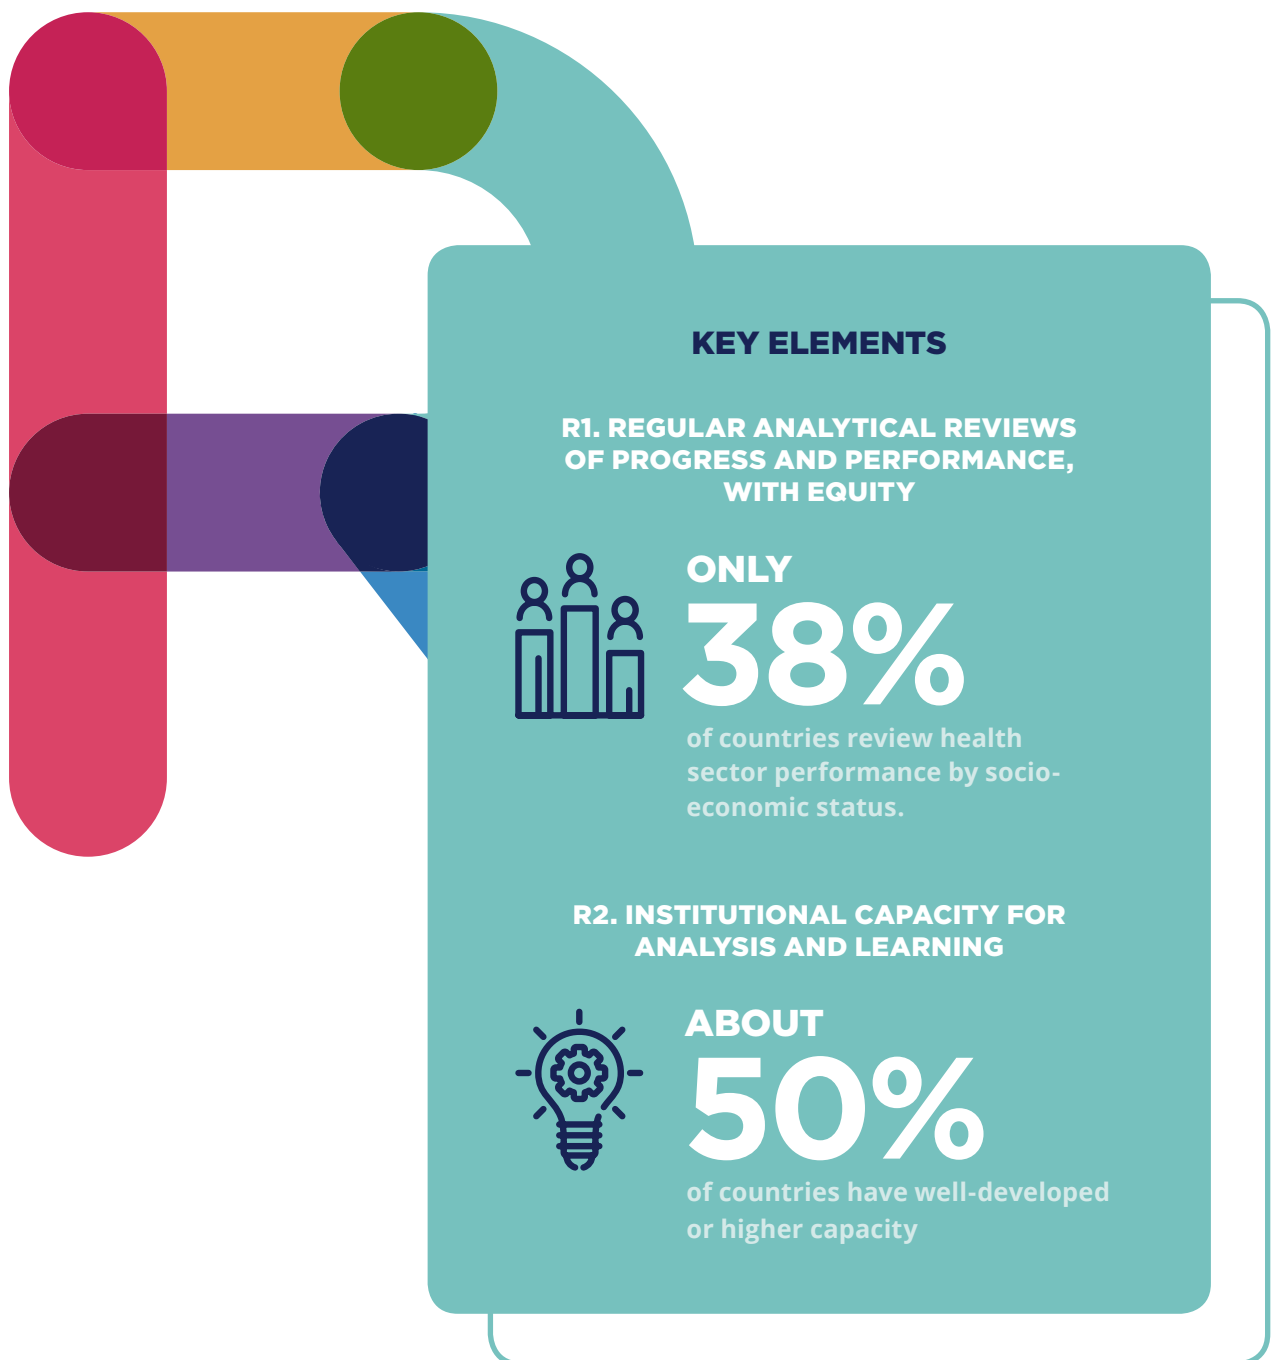 KEY ELEMENTS
R1. REGULAR ANALYTICAL REVIEWS
OF PROGRESS AND PERFORMANCE,
WITH EQUITY
ONLY
38%
of countries review health
sector performance by socio-
economic status.
R2. INSTITUTIONAL CAPACITY FOR
ANALYSIS AND LEARNING
ABOUT
50%
of countries have well-developed
or higher capacity